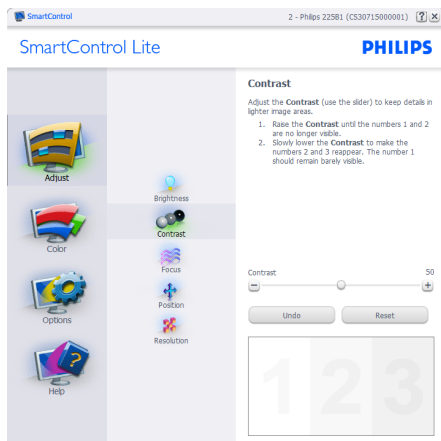 SmartControl
2 - Philips 225B1 (CS30715000001)
? x
SmartControl Lite
PHILIPS
Adjust
Color
Options
Help
Brightness
Contrast
Focus
Position
Resolution
Contrast
Adjust the Contrast (use the slider) to keep details in
lighter image areas.
1. Raise the Contrast until the numbers 1 and 2
are no longer visible.
2. Slowly lower the Contrast to make the
numbers 2 and 3 reappear. The number 1
should remain barely visible.
Contrast 50
Undo Reset
1 2 3